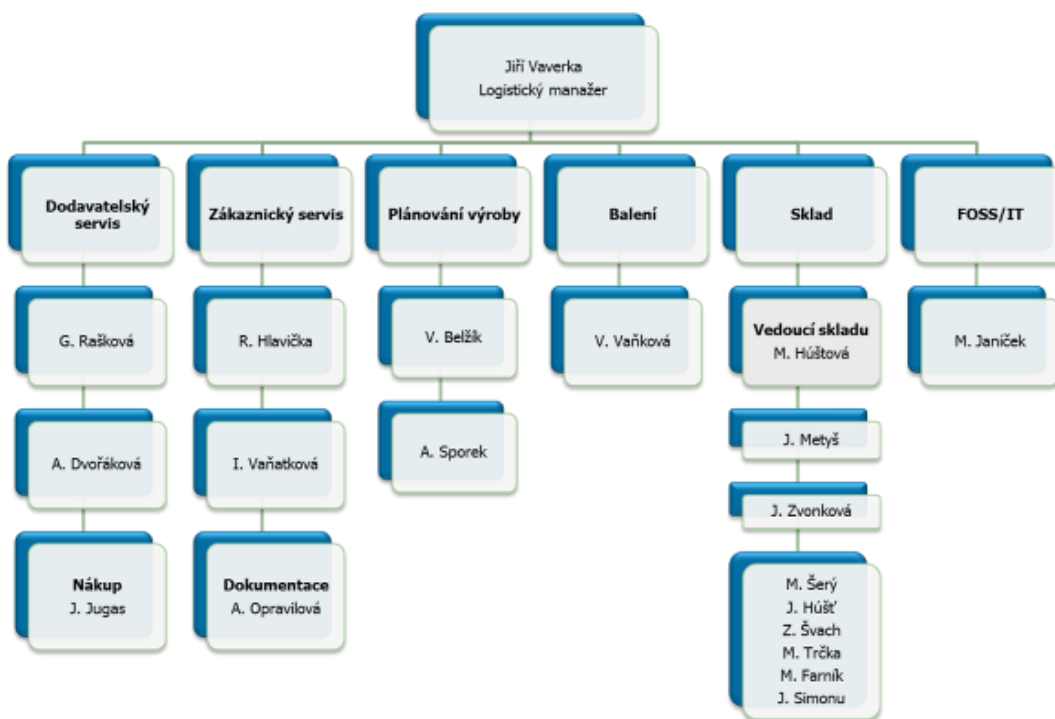 Jiří Vaverka
Logistický manažer
Dodavatelský
servis
Zákaznický servis
Plánování výroby
Balení
Sklad
FOSS/IT
G. Rašková
R. Hlavička
V. Belžík
V. Vaňková
Vedoucí skladu
M. Húštová
M. Janíček
A. Dvořáková
I. Vaňatková
A. Sporek
J. Metyš
J. Zvonková
Nákup
J. Jugas
Dokumentace
A. Opravilová
M. Šerý
J. Húšť
Z. Švach
M. Trčka
M. Farník
J. Simonu